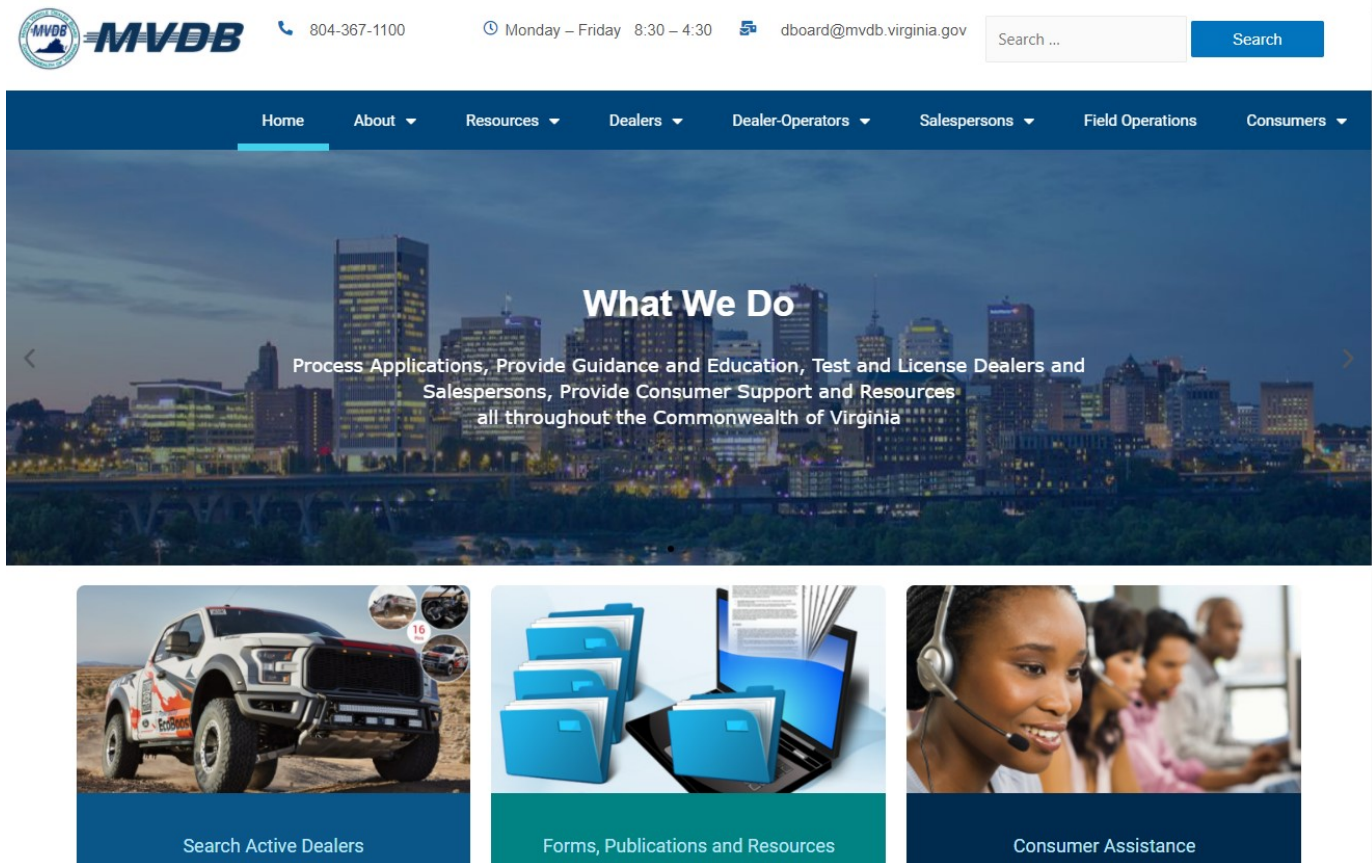 MVDB
MVDB
804-367-1100
Monday – Friday 8:30 – 4:30
dboard@mvdb.virginia.gov
Search ...
Search
Home
About
Resources
Dealers
Dealer-Operators
Salespersons
Field Operations
Consumers
What We Do
Process Applications, Provide Guidance and Education, Test and License Dealers and
Salespersons, Provide Consumer Support and Resources
all throughout the Commonwealth of Virginia
16
EcoBoost
Search Active Dealers
Forms, Publications and Resources
Consumer Assistance